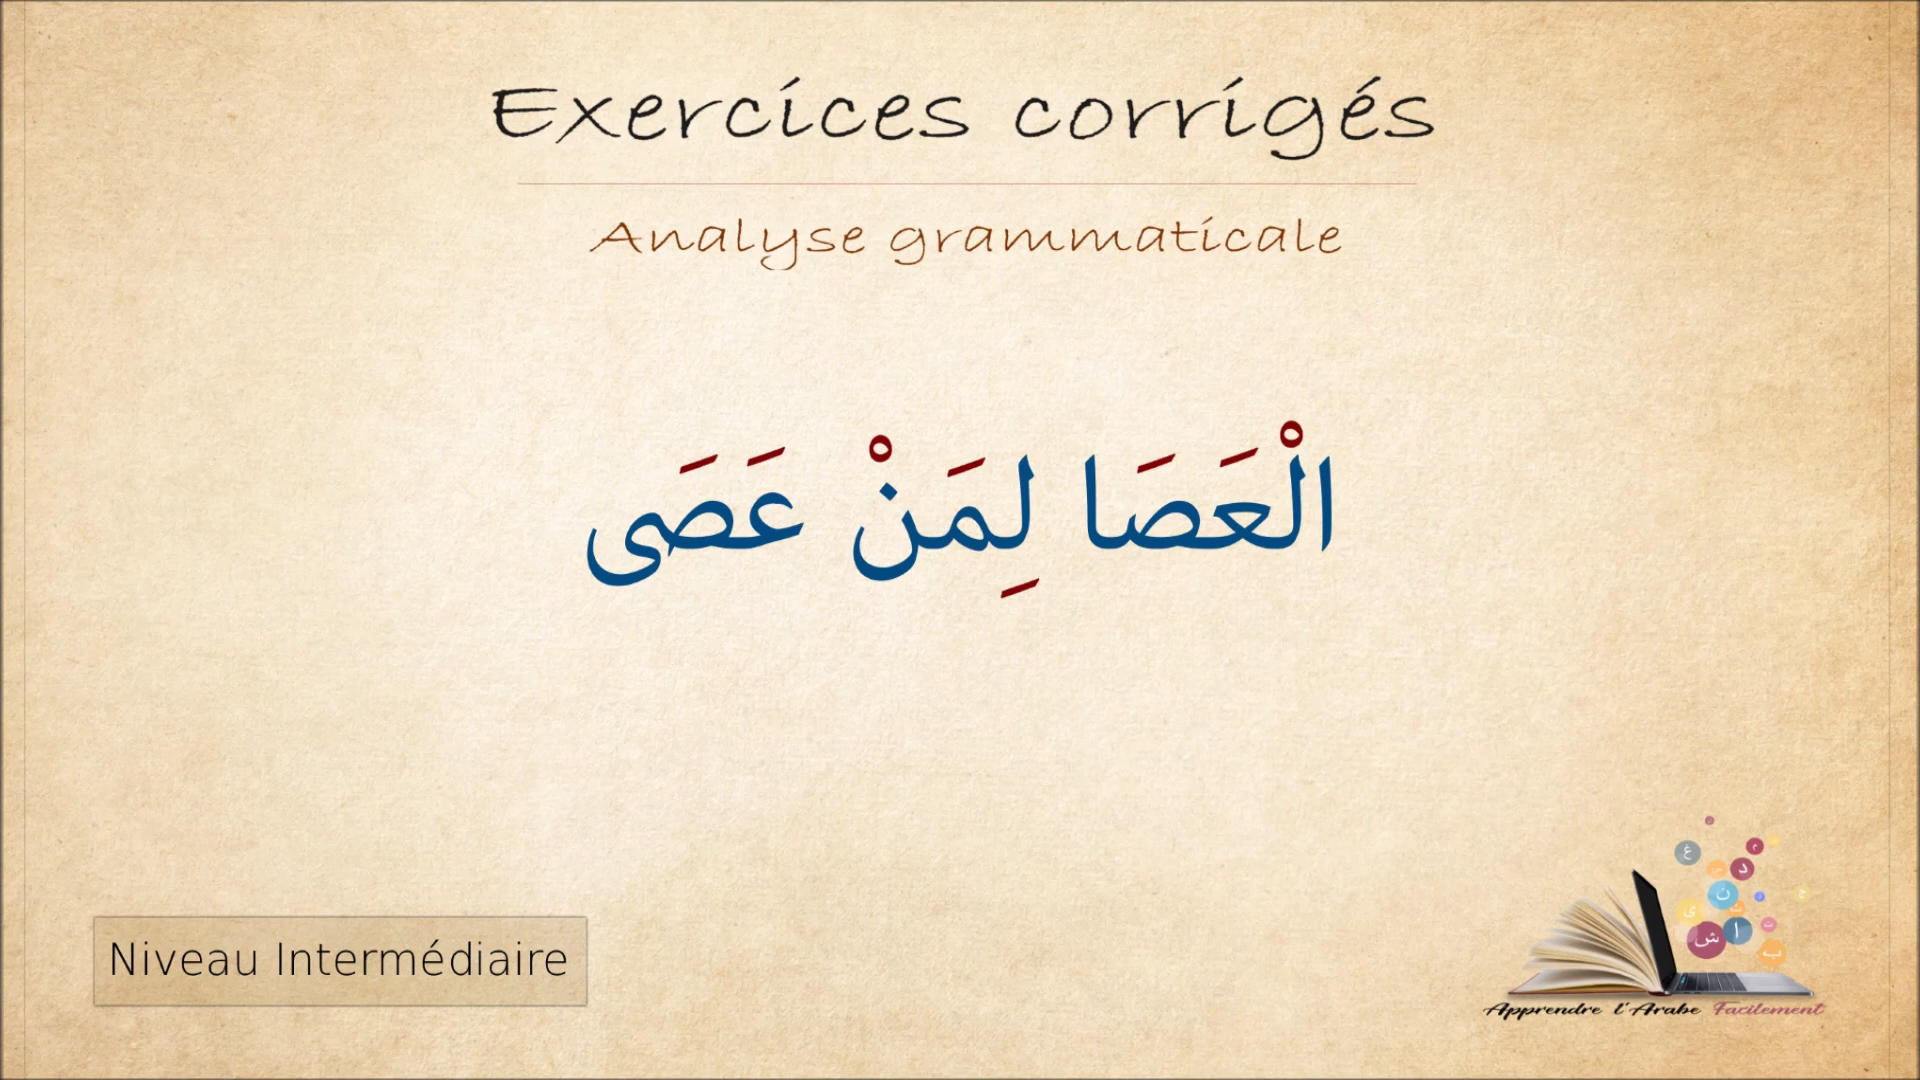 Exercices corrigés
Analyse grammaticale
الْعَصَا لِمَنْ عَصَى
Niveau Intermédiaire
Apprendre l'Arabe Facilement